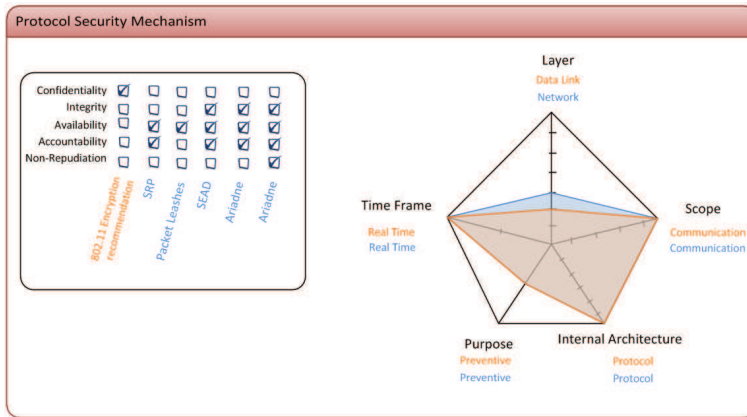 Protocol Security Mechanism
Confidentiality
Integrity
Availability
Accountability
Non-Repudiation
802.11 Encryption
recommendation
SRP
Packet Leashes
SEAD
Ariadne
Ariadne
Layer
Data Link
Network
Time Frame
Real Time
Real Time
Scope
Communication
Communication
Purpose
Preventive
Preventive
Internal Architecture
Protocol
Protocol